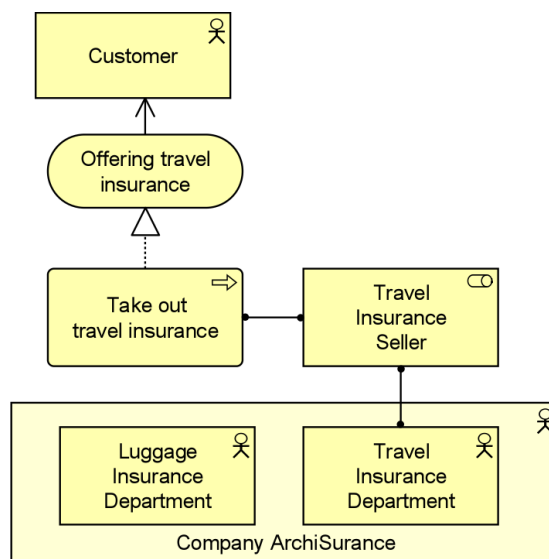 Customer
Offering travel
insurance
Take out
travel insurance
Travel
Insurance
Seller
Luggage
Insurance
Department
Travel
Insurance
Department
Company ArchiSurance